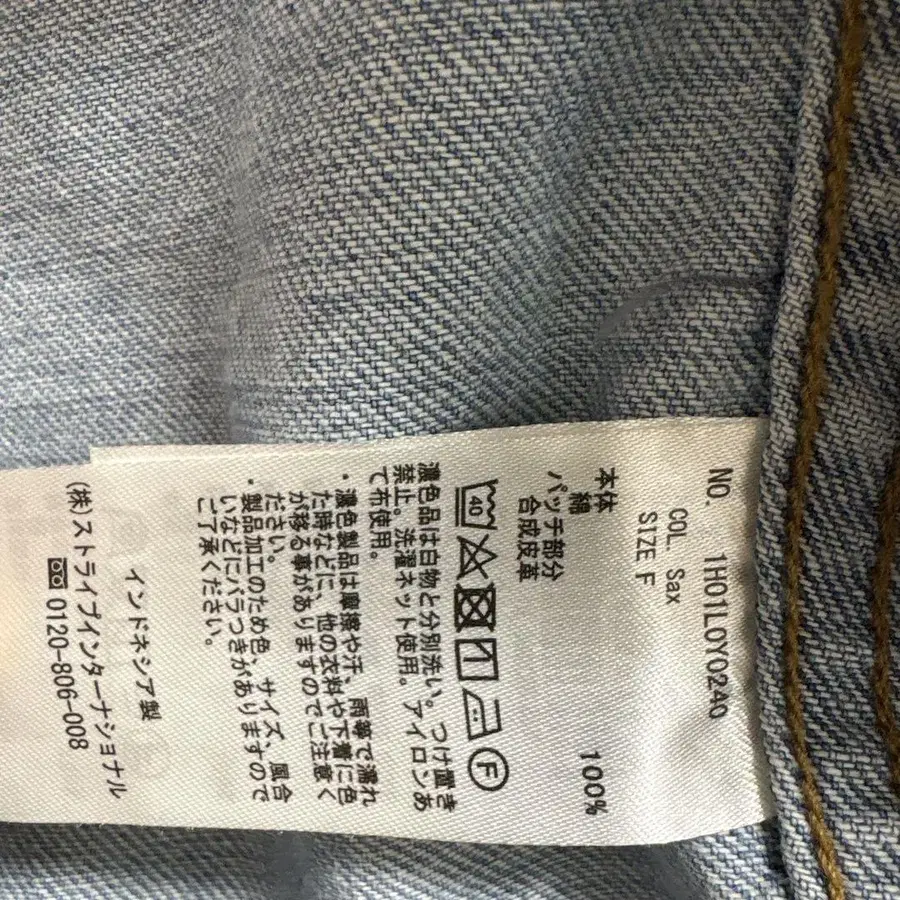 NO. 1H01L0Y02A0
COL. Sax
SIZE F
本体
綿 100%
パッチ部分
合成皮革
40
F
濃色品は白物と分別洗い。つけ置き
禁止。洗濯ネット使用。アイロンあ
て布使用。
・濃色製品は摩擦や汗、雨等で濡れ
た時などに、他の衣料や下着に色
が移る事がありますのでご注意く
ださい。
・製品加工のため色、サイズ、風合
いなどにバラつきがありますので
ご了承ください。
インドネシア製
(株)ストライプインターナショナル
0120-806-008